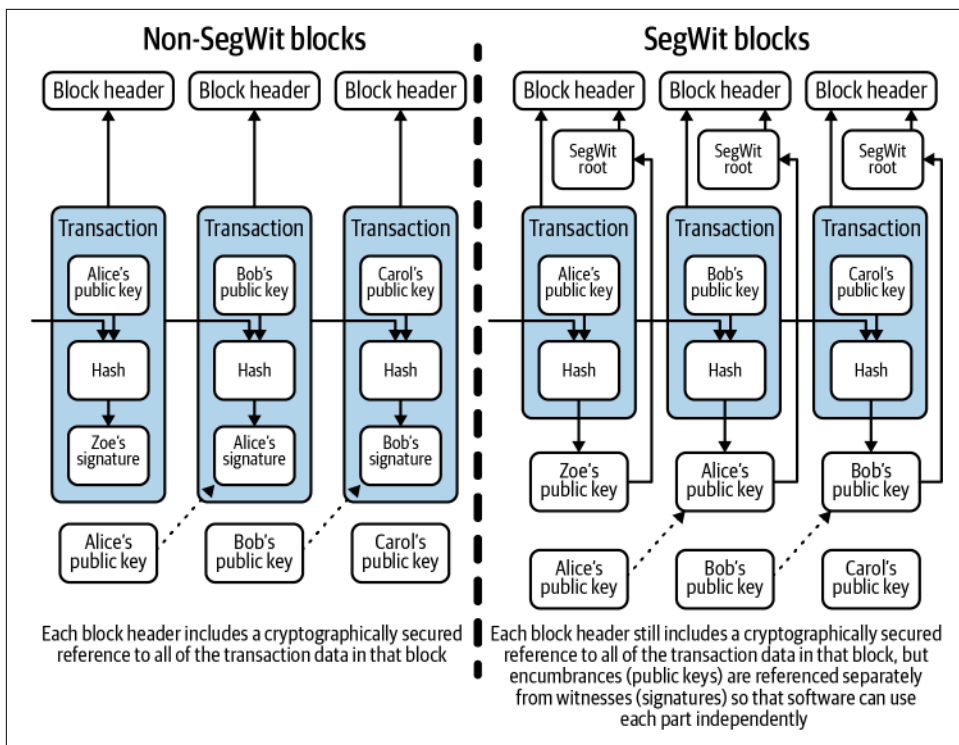 Non-SegWit blocks
Block header
Block header
Block header
Transaction
Transaction
Transaction
Alice's
public key
Bob's
public key
Carol's
public key
Hash
Hash
Hash
Zoe's
signature
Alice's
signature
Bob's
signature
Alice's
public key
Bob's
public key
Carol's
public key
Each block header includes a cryptographically secured
reference to all of the transaction data in that block
SegWit blocks
Block header
Block header
Block header
SegWit
root
SegWit
root
SegWit
root
Transaction
Transaction
Transaction
Alice's
public key
Bob's
public key
Carol's
public key
Hash
Hash
Hash
Zoe's
public key
Alice's
public key
Bob's
public key
Alice's
public key
Bob's
public key
Carol's
public key
Each block header still includes a cryptographically secured
reference to all of the transaction data in that block, but
encumbrances (public keys) are referenced separately
from witnesses (signatures) so that software can use
each part independently